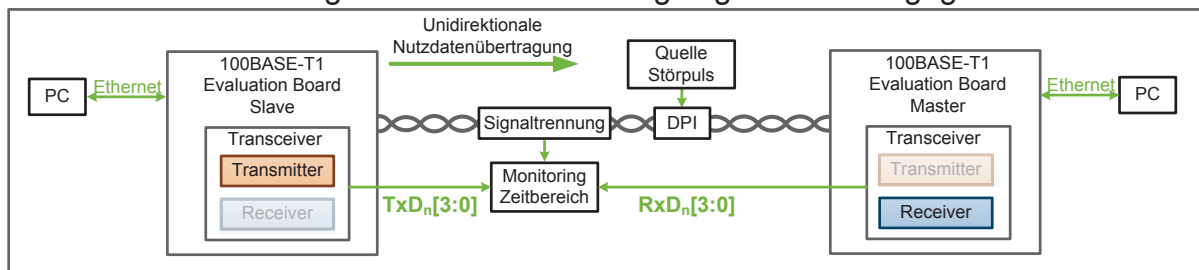 Unidirektionale
Nutzdatenübertragung
PC
Ethernet
100BASE-T1
Evaluation Board
Slave
Transceiver
Transmitter
Receiver
Signaltrennung
Quelle
Störpuls
DPI
Monitoring
Zeitbereich
TxDn[3:0]
RxDn[3:0]
100BASE-T1
Evaluation Board
Master
Transceiver
Transmitter
Receiver
Ethernet
PC